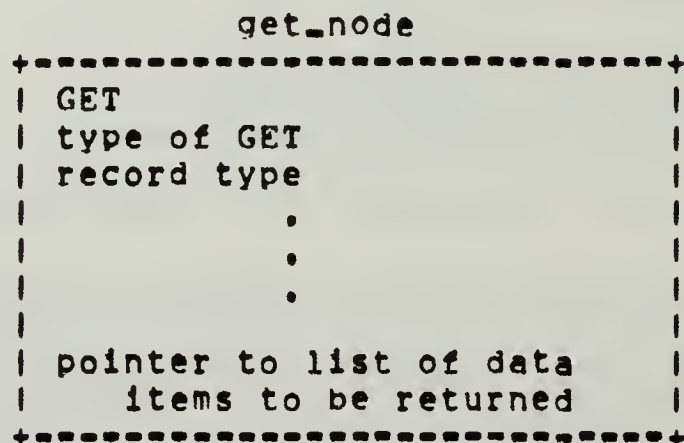 get_node
+-----------------------------+
| GET |
| type of GET |
| record type |
| . |
| . |
| . |
| |
| pointer to list of data |
| items to be returned |
+-----------------------------+